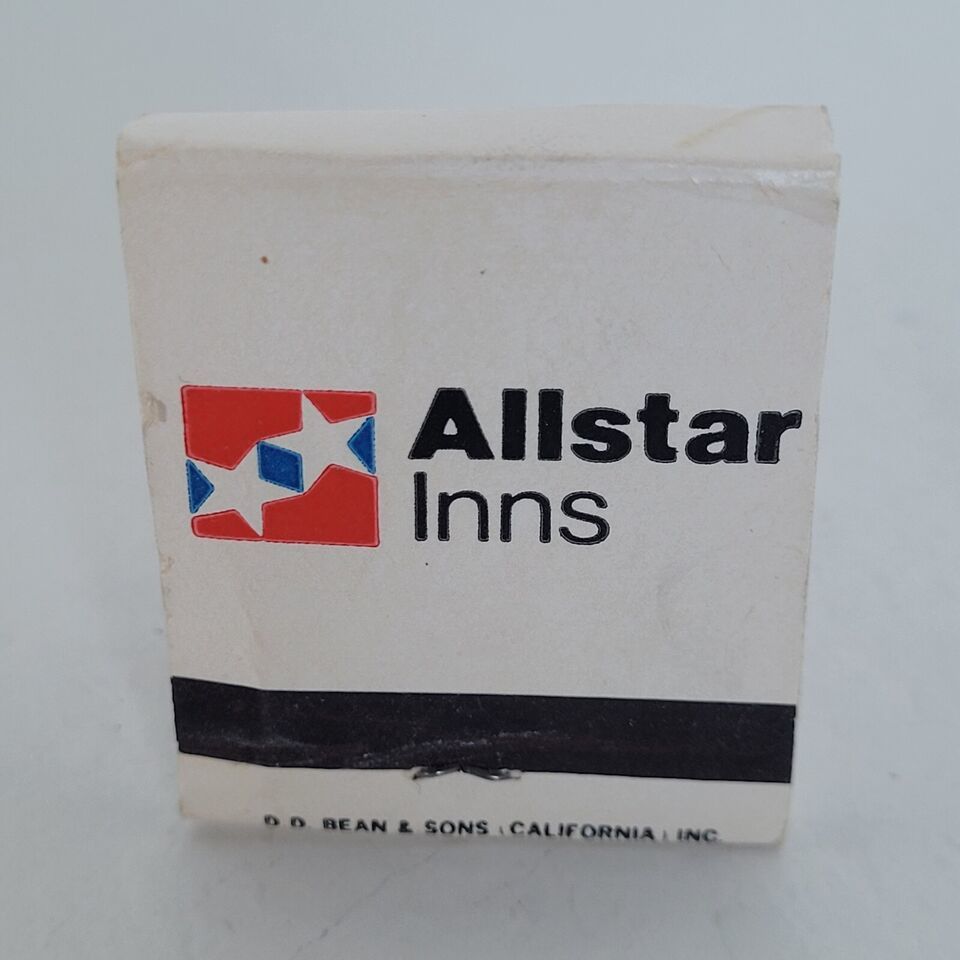 Allstar
Inns
D. D. BEAN & SONS (CALIFORNIA) INC.